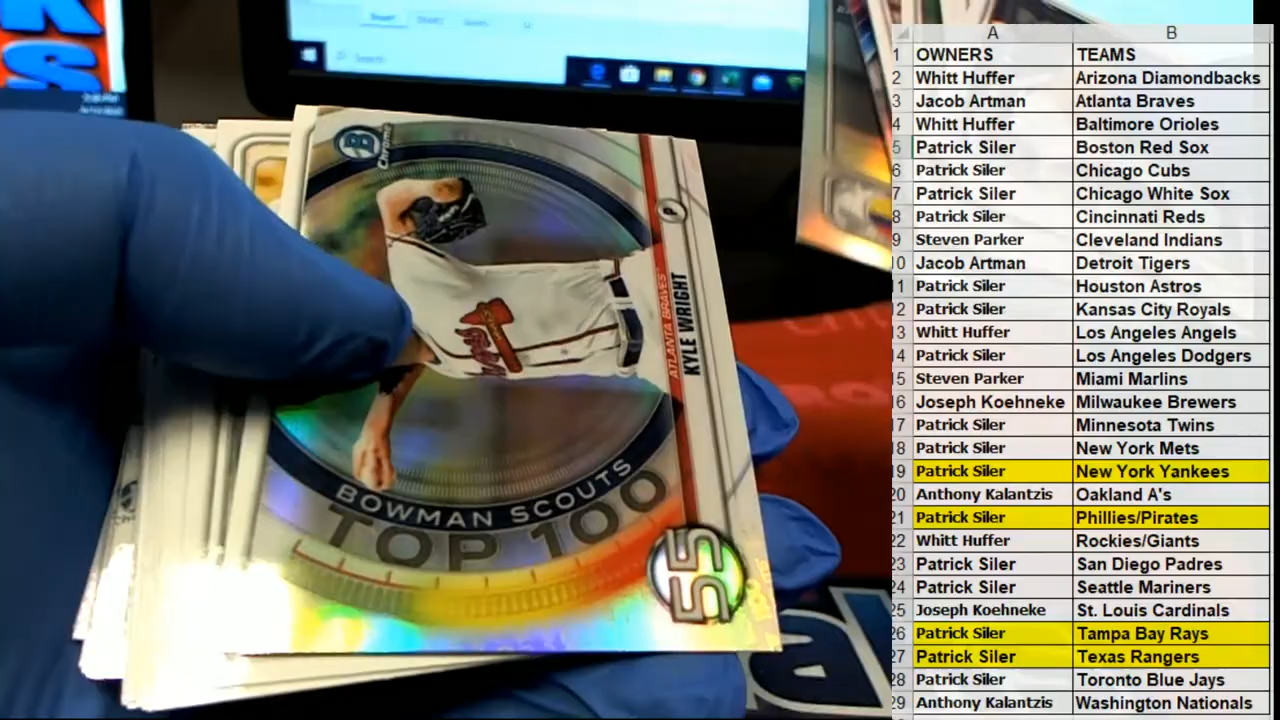 KS
Search
Chrome
P
ATLANTA BRAVES
KYLE WRIGHT
BOWMAN SCOUTS
TOP 100
55
A B
1 OWNERS TEAMS
2 Whitt Huffer Arizona Diamondbacks
3 Jacob Artman Atlanta Braves
4 Whitt Huffer Baltimore Orioles
5 Patrick Siler Boston Red Sox
6 Patrick Siler Chicago Cubs
7 Patrick Siler Chicago White Sox
8 Patrick Siler Cincinnati Reds
9 Steven Parker Cleveland Indians
10 Jacob Artman Detroit Tigers
11 Patrick Siler Houston Astros
12 Patrick Siler Kansas City Royals
13 Whitt Huffer Los Angeles Angels
14 Patrick Siler Los Angeles Dodgers
15 Steven Parker Miami Marlins
16 Joseph Koehneke Milwaukee Brewers
17 Patrick Siler Minnesota Twins
18 Patrick Siler New York Mets
19 Patrick Siler New York Yankees
20 Anthony Kalantzis Oakland A's
21 Patrick Siler Phillies/Pirates
22 Whitt Huffer Rockies/Giants
23 Patrick Siler San Diego Padres
24 Patrick Siler Seattle Mariners
25 Joseph Koehneke St. Louis Cardinals
26 Patrick Siler Tampa Bay Rays
27 Patrick Siler Texas Rangers
28 Patrick Siler Toronto Blue Jays
29 Anthony Kalantzis Washington Nationals